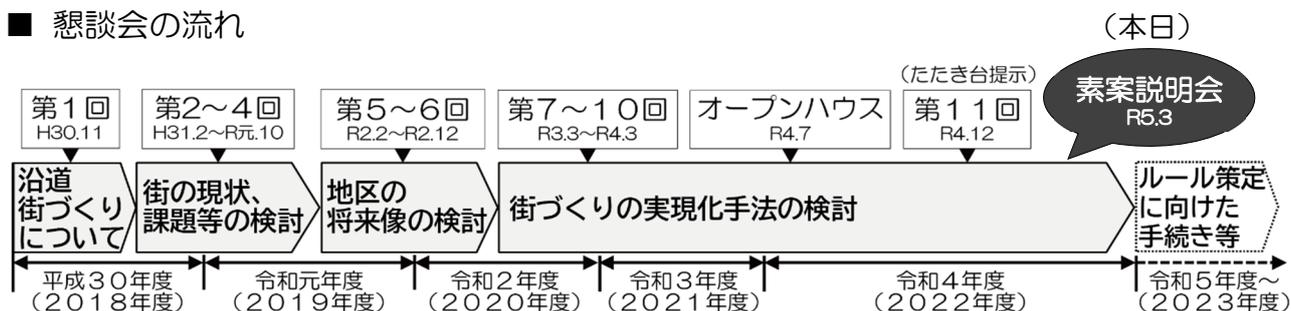 ■ 懇談会の流れ
（本日）
（たたき台提示）
素案説明会
R5.3
第１回
H30.11
第２～４回
H31.2～R元.10
第５～６回
R2.2～R2.12
第７～１０回
R3.3～R4.3
オープンハウス
R4.7
第１１回
R4.12
沿道
街づくり
について
街の現状、
課題等の検討
地区の
将来像の検討
街づくりの実現化手法の検討
ルール策定
に向けた
手続き等
平成３０年度
（２０１８年度）
令和元年度
（２０１９年度）
令和２年度
（２０２０年度）
令和３年度
（２０２１年度）
令和４年度
（２０２２年度）
令和５年度～
（２０２３年度）